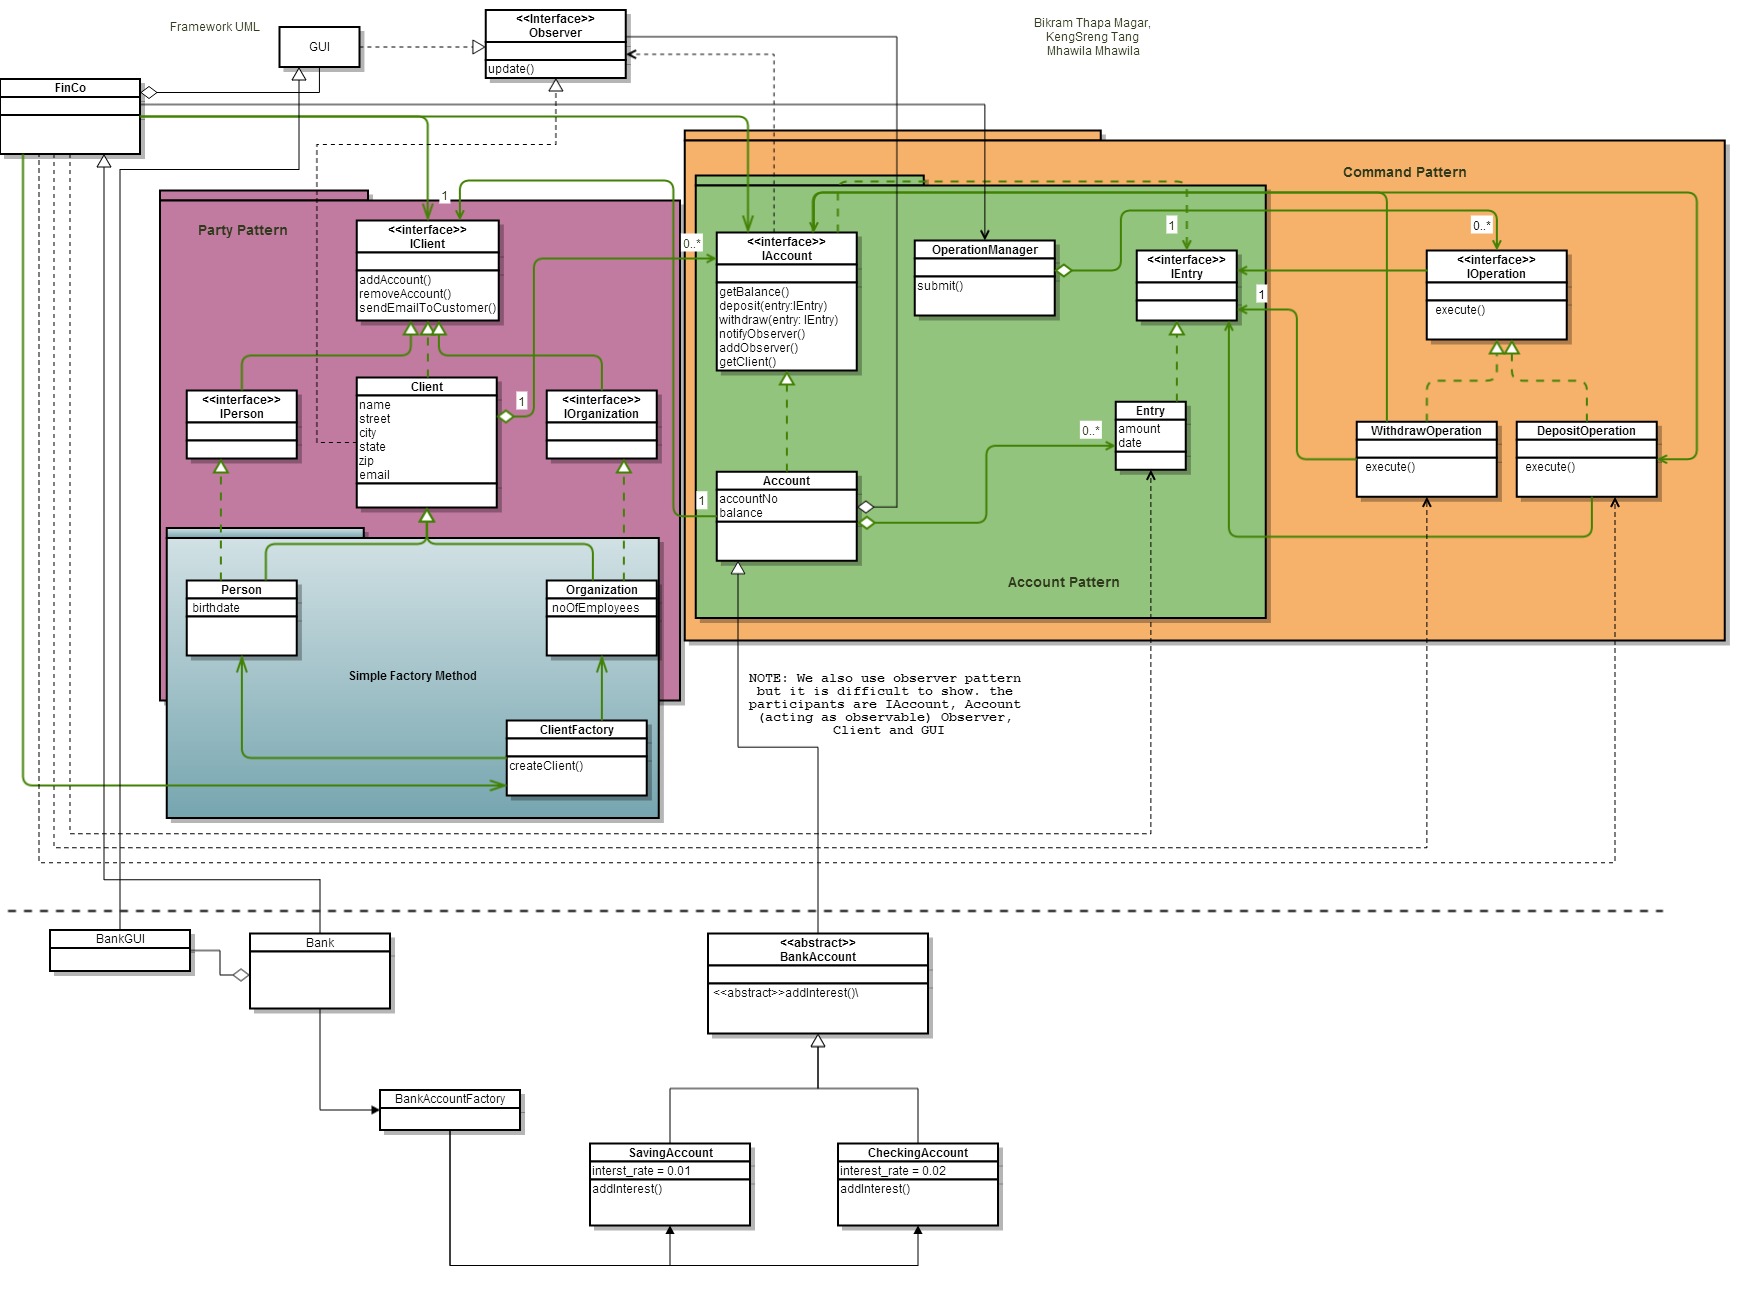 Framework UML
GUI
<<Interface>>
Observer
update()
Bikram Thapa Magar,
KengSreng Tang
Mhawila Mhawila
FinCo
Command Pattern
Party Pattern
1
<<interface>>
IClient
addAccount()
removeAccount()
sendEmailToCustomer()
0..*
<<interface>>
IAccount
getBalance()
deposit(entry:IEntry)
withdraw(entry: IEntry)
notifyObserver()
addObserver()
getClient()
OperationManager
submit()
1
<<interface>>
IEntry
1
0..*
<<interface>>
IOperation
execute()
<<interface>>
IPerson
Client
name
street
city
state
zip
email
1
<<interface>>
IOrganization
Entry
amount
date
0..*
WithdrawOperation
execute()
DepositOperation
execute()
1
Account
accountNo
balance
Account Pattern
Person
birthdate
Organization
noOfEmployees
Simple Factory Method
ClientFactory
createClient()
NOTE: We also use observer pattern
but it is difficult to show. the
participants are IAccount, Account
(acting as observable) Observer,
Client and GUI
BankGUI
Bank
<<abstract>>
BankAccount
<<abstract>>addInterest()\
BankAccountFactory
SavingAccount
interst_rate = 0.01
addInterest()
CheckingAccount
interest_rate = 0.02
addInterest()